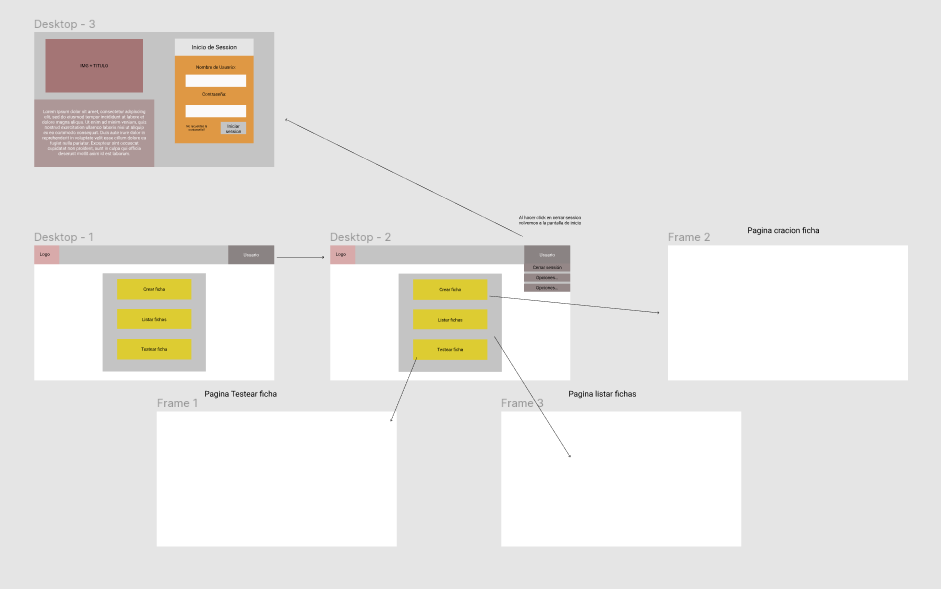 Desktop - 3
IMG + TITULO
Inicio de Session
Nombre de Usuario:
Contraseña:
Iniciar
session
Lorem ipsum dolor sit amet, consectetur adipiscing
elit, sed do eiusmod tempor incididunt ut labore et
dolore magna aliqua. Ut enim ad minim veniam, quis
nostrud exercitation ullamco laboris nisi ut aliquip
ex ea commodo consequat. Duis aute irure dolor in
reprehenderit in voluptate velit esse cillum dolore eu
fugiat nulla pariatur. Excepteur sint occaecat
cupidatat non proident, sunt in culpa qui officia
deserunt mollit anim id est laborum.
Al hacer click en cerrar session
volvemos a la pantalla de inicio
Desktop - 1
Logo
Usuario
Crear ficha
Listar fichas
Testear ficha
Desktop - 2
Logo
Usuario
Cerrar session
Opciones...
Opciones...
Crear ficha
Listar fichas
Testear ficha
Pagina cracion ficha
Frame 2
Pagina Testear ficha
Frame 1
Pagina listar fichas
Frame 3